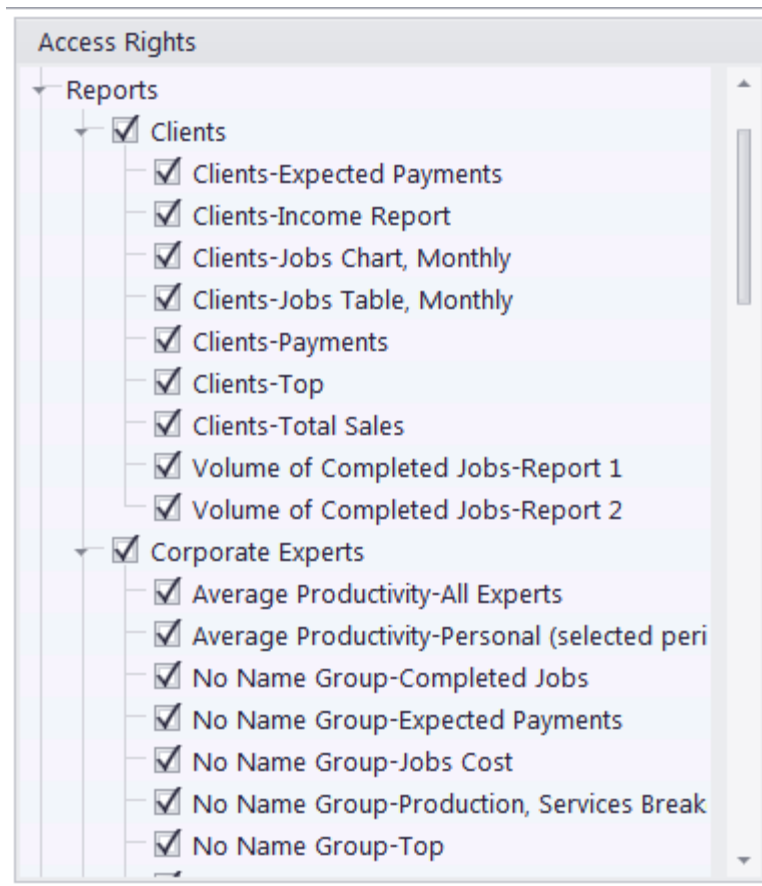 Access Rights
Reports
Clients
Clients-Expected Payments
Clients-Income Report
Clients-Jobs Chart, Monthly
Clients-Jobs Table, Monthly
Clients-Payments
Clients-Top
Clients-Total Sales
Volume of Completed Jobs-Report 1
Volume of Completed Jobs-Report 2
Corporate Experts
Average Productivity-All Experts
Average Productivity-Personal (selected peri
No Name Group-Completed Jobs
No Name Group-Expected Payments
No Name Group-Jobs Cost
No Name Group-Production, Services Break
No Name Group-Top